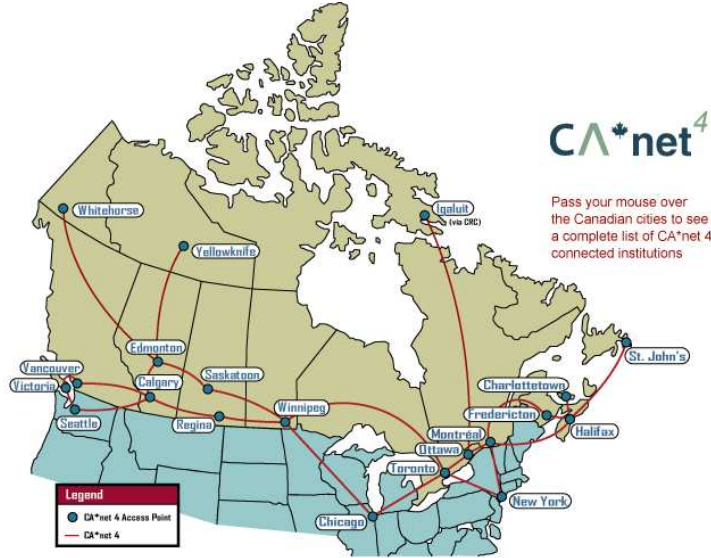 CA*net 4
Pass your mouse over
the Canadian cities to see
a complete list of CA*net 4
connected institutions
Whitehorse
Iqaluit
(via CRC)
Yellowknife
Edmonton
St. John's
Vancouver
Saskatoon
Charlottetown
Victoria
Calgary
Winnipeg
Fredericton
Seattle
Regina
Montréal
Halifax
Ottawa
Toronto
New York
Chicago
Legend
CA*net 4 Access Point
CA*net 4